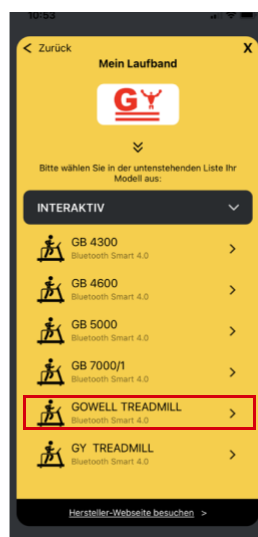 10:53
< Zurück X
Mein Laufband
GY
Bitte wählen Sie in der untenstehenden Liste Ihr
Modell aus:
INTERAKTIV
GB 4300
Bluetooth Smart 4.0
GB 4600
Bluetooth Smart 4.0
GB 5000
Bluetooth Smart 4.0
GB 7000/1
Bluetooth Smart 4.0
GOWELL TREADMILL
Bluetooth Smart 4.0
GY TREADMILL
Bluetooth Smart 4.0
Hersteller-Webseite besuchen >